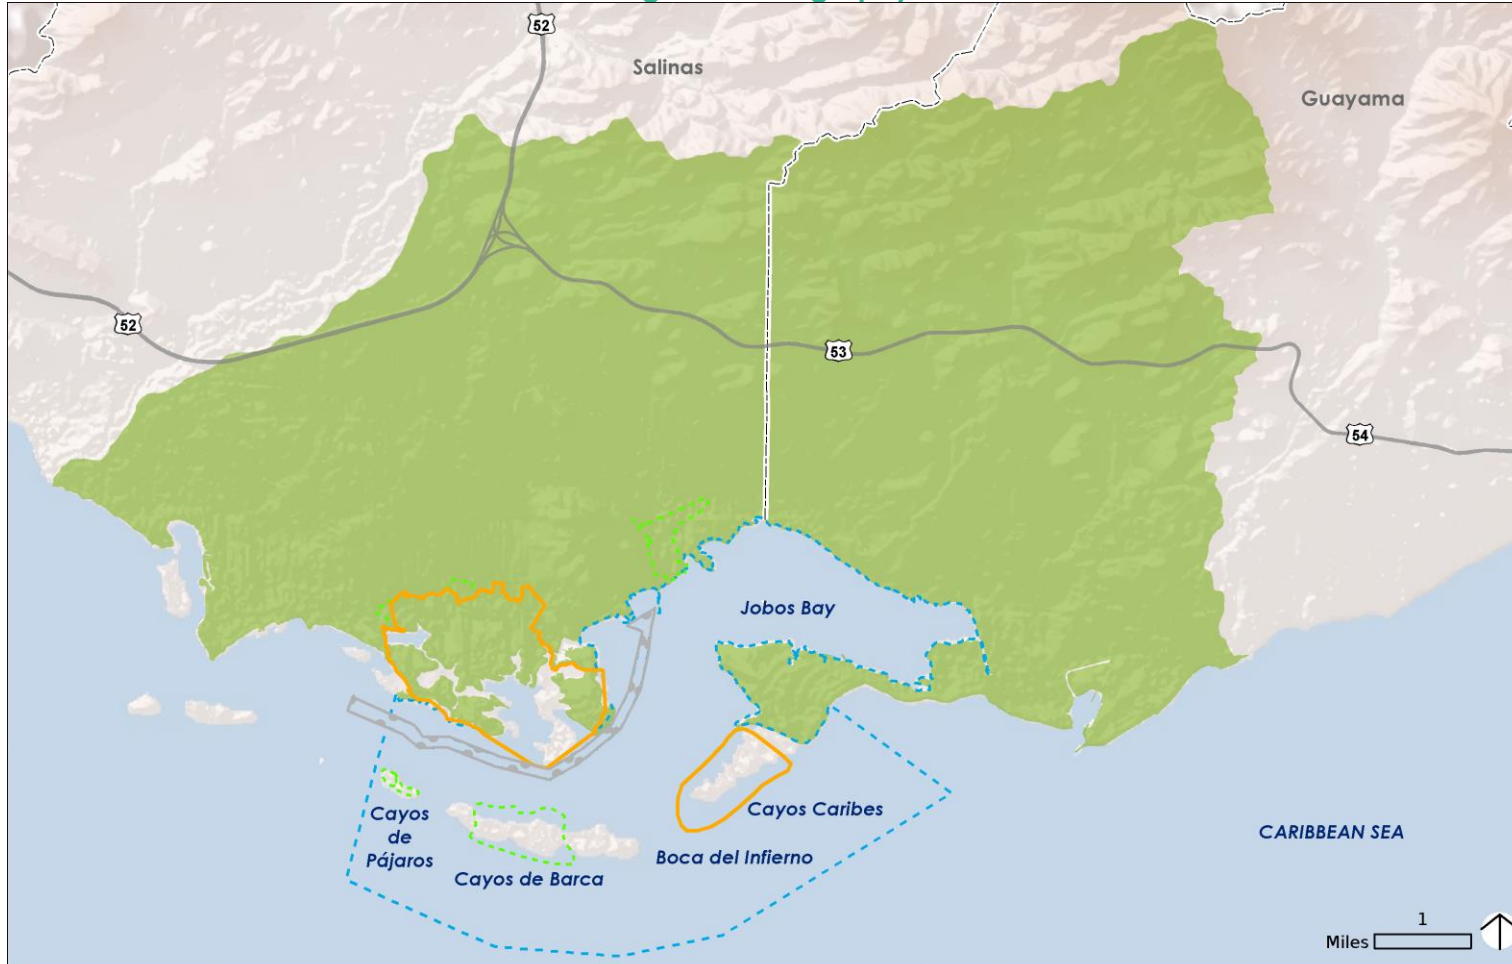 52
Salinas
Guayama
52
53
54
Jobos Bay
Cayos
de
Pájaros
Cayos Caribes
CARIBBEAN SEA
Boca del Infierno
Cayos de Barca
1
Miles